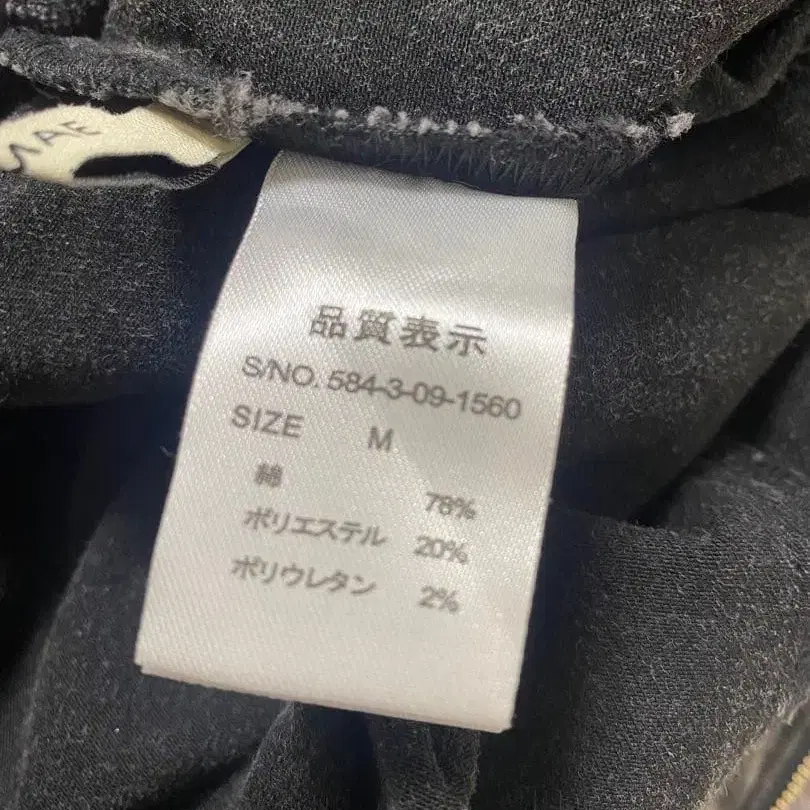 品質表示
S/NO. 584-3-09-1560
SIZE M
綿 78%
ポリエステル 20%
ポリウレタン 2%